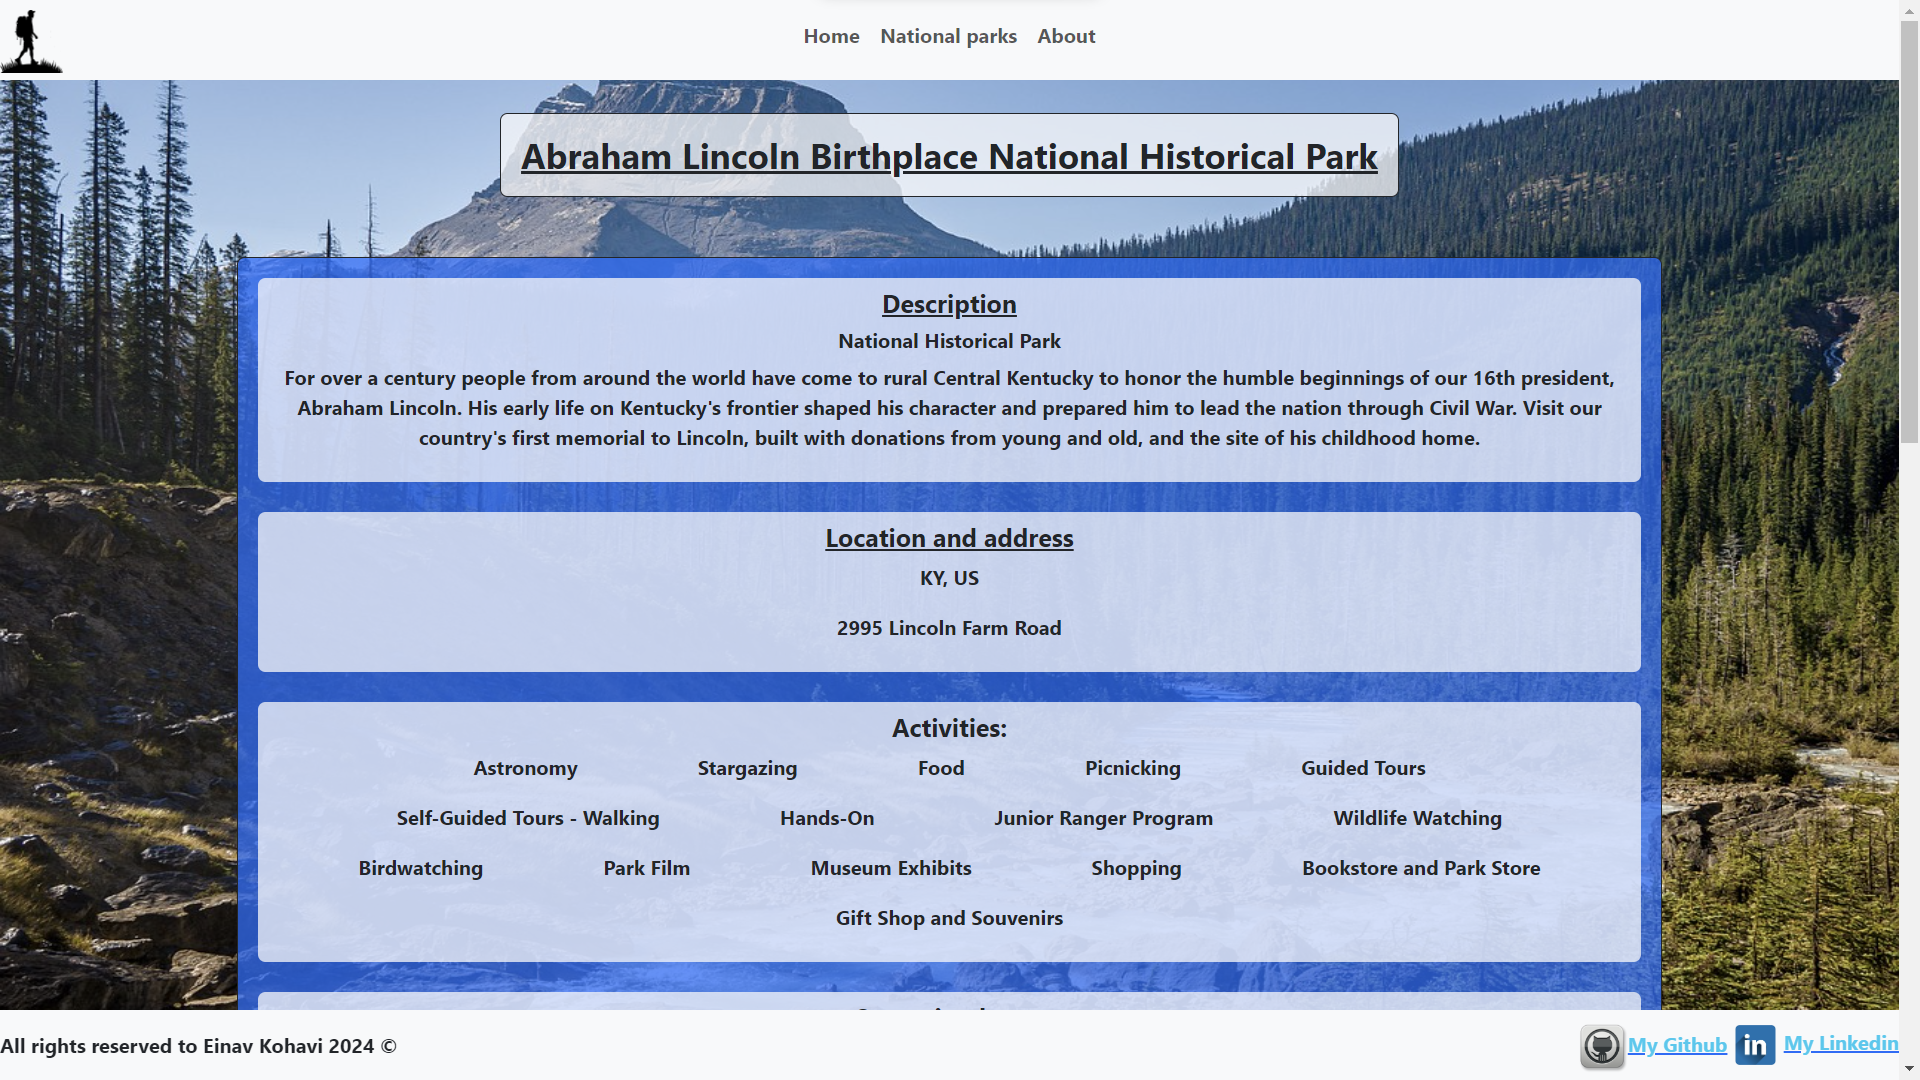 Home National parks About
Abraham Lincoln Birthplace National Historical Park
Description
National Historical Park
For over a century people from around the world have come to rural Central Kentucky to honor the humble beginnings of our 16th president,
Abraham Lincoln. His early life on Kentucky's frontier shaped his character and prepared him to lead the nation through Civil War. Visit our
country's first memorial to Lincoln, built with donations from young and old, and the site of his childhood home.
Location and address
KY, US
2995 Lincoln Farm Road
Activities:
Astronomy Stargazing Food Picnicking Guided Tours
Self-Guided Tours - Walking Hands-On Junior Ranger Program Wildlife Watching
Birdwatching Park Film Museum Exhibits Shopping Bookstore and Park Store
Gift Shop and Souvenirs
All rights reserved to Einav Kohavi 2024 © My Github in My Linkedin